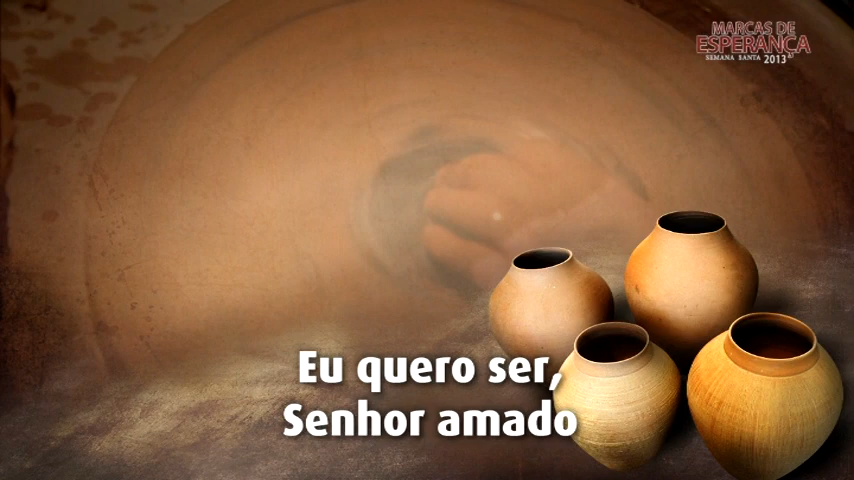 MARCAS DE
ESPERANÇA
SEMANA SANTA 2013
Eu quero ser,
Senhor amado